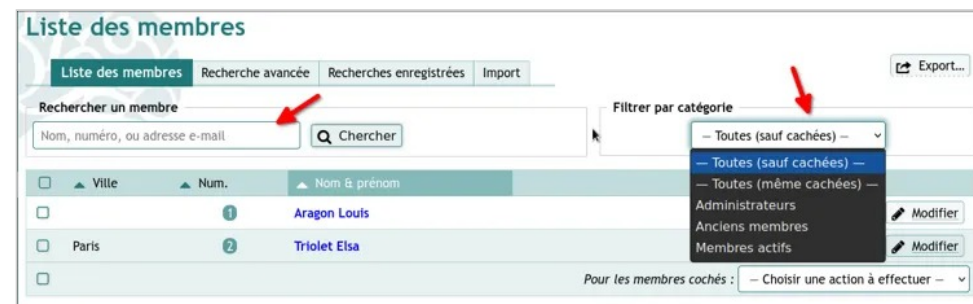 Liste des membres
Liste des membres Recherche avancée Recherches enregistrées Import
Export...
Rechercher un membre
Nom, numéro, ou adresse e-mail
Chercher
Filtrer par catégorie
— Toutes (sauf cachées) —
— Toutes (sauf cachées) —
— Toutes (même cachées) —
Administrateurs
Anciens membres
Membres actifs
Ville Num. Nom & prénom
1 Aragon Louis Modifier
Paris 2 Triolet Elsa Modifier
Pour les membres cochés : — Choisir une action à effectuer —